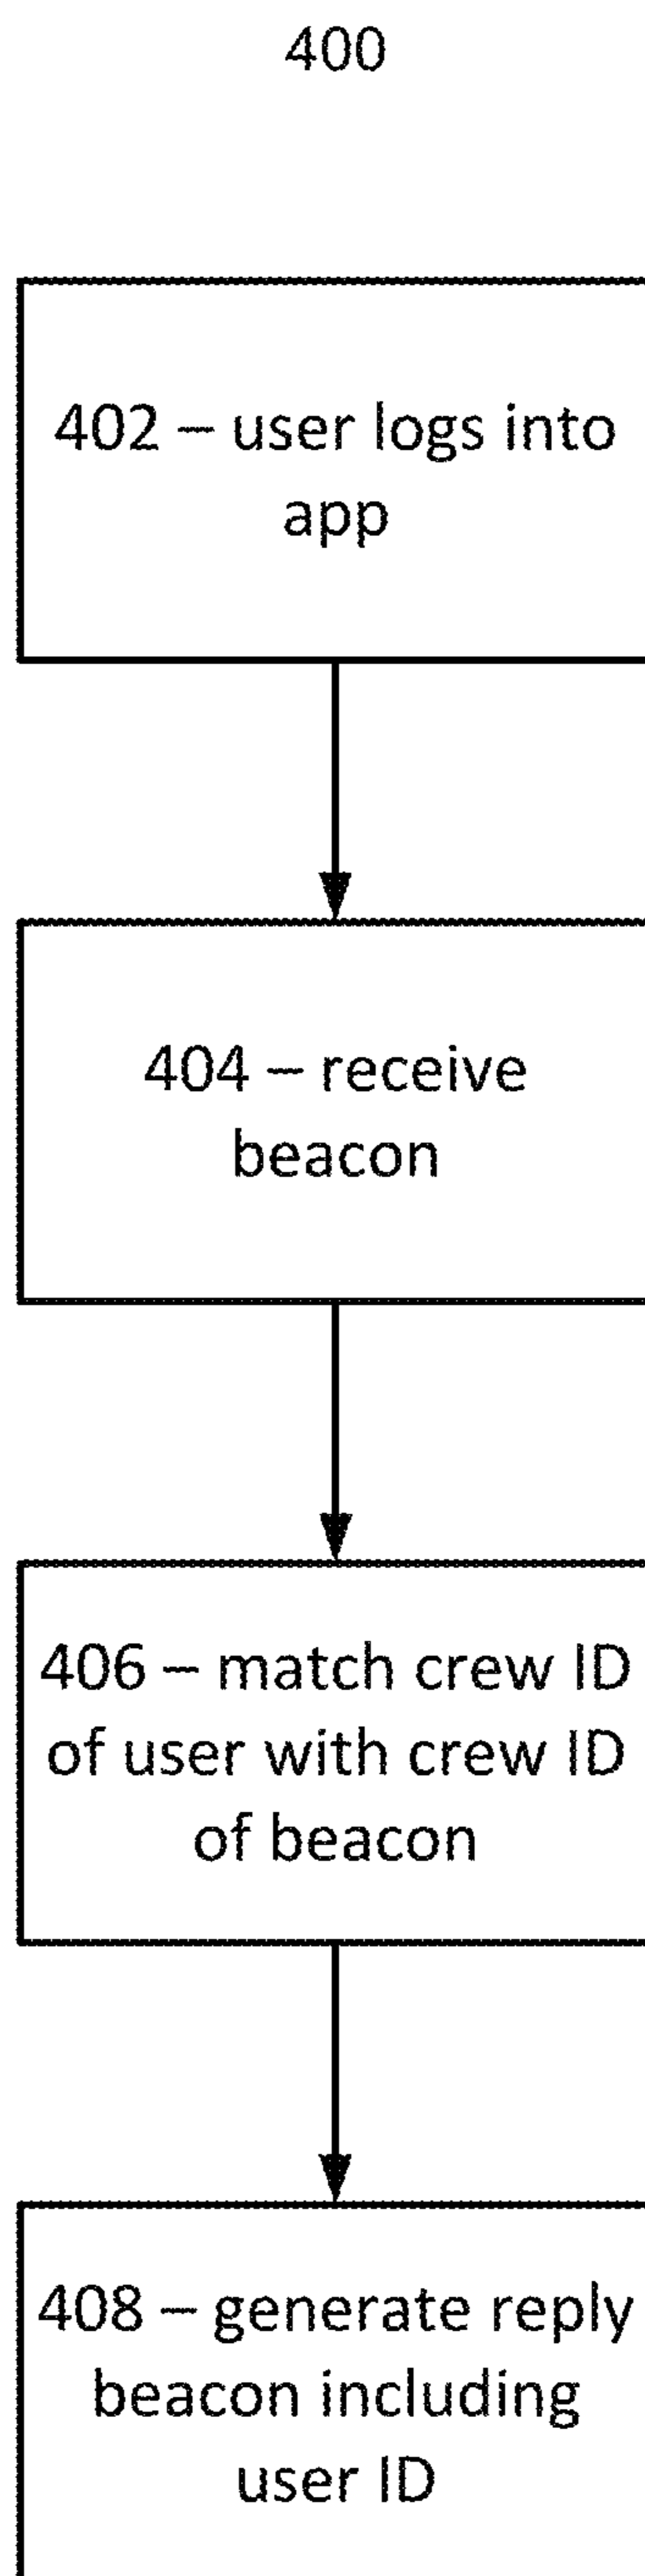 400
402 – user logs into
app
404 – receive
beacon
406 – match crew ID
of user with crew ID
of beacon
408 – generate reply
beacon including
user ID